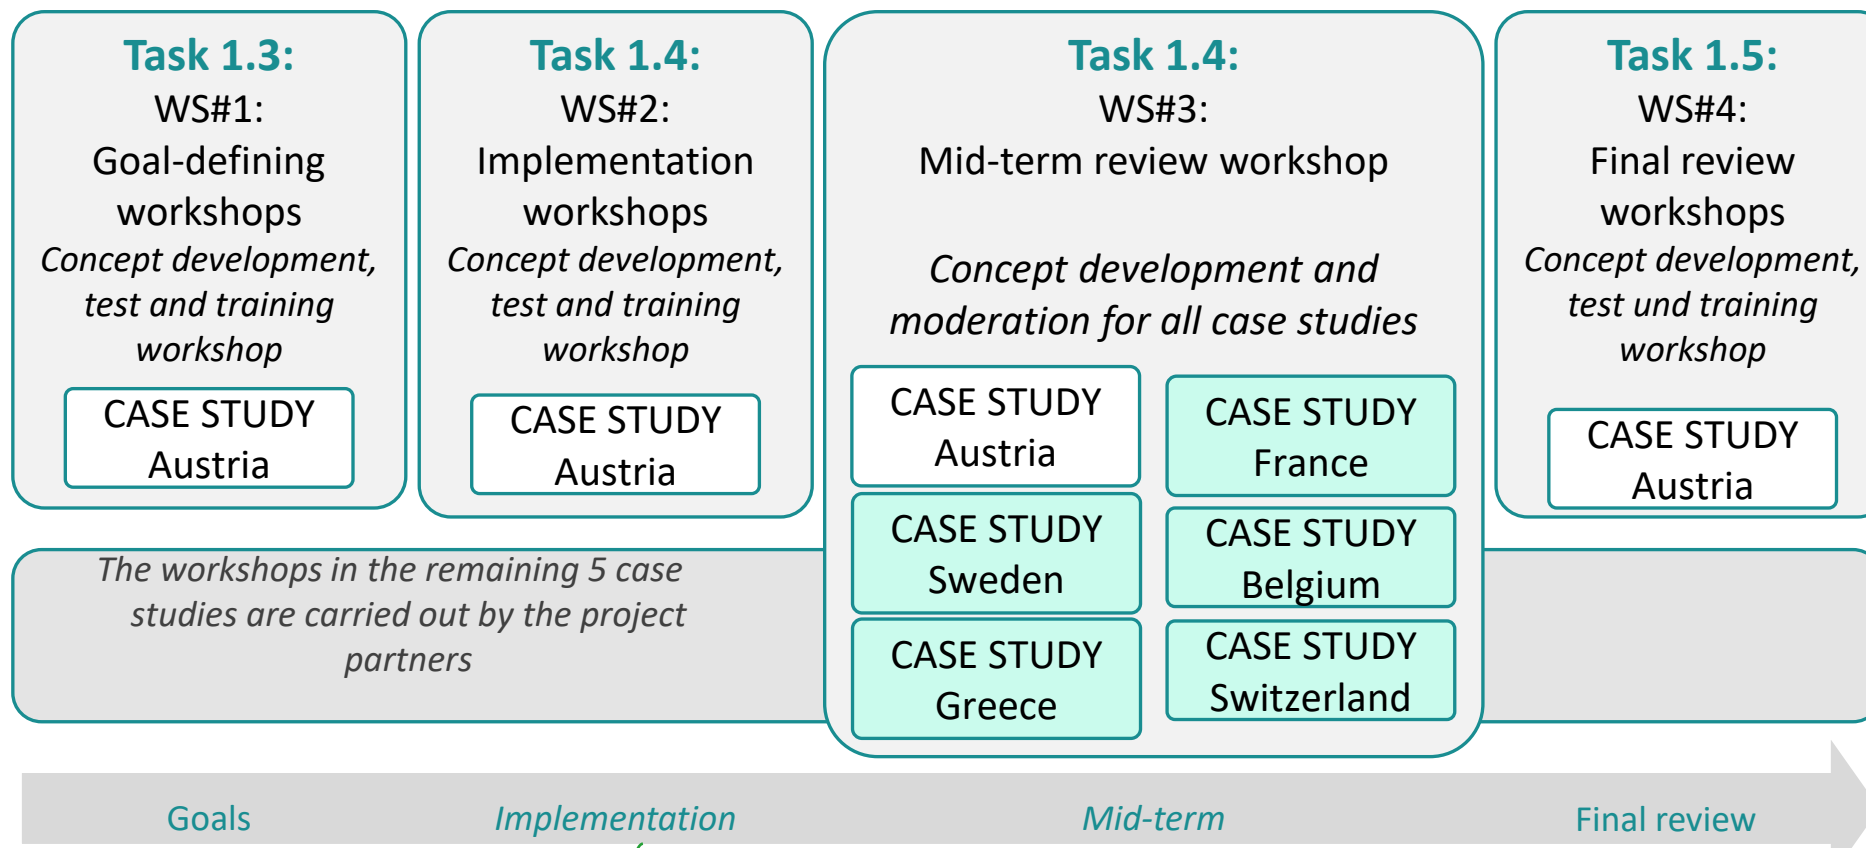 Task 1.3:
WS#1:
Goal-defining
workshops
Concept development,
test and training
workshop
CASE STUDY
Austria
Task 1.4:
WS#2:
Implementation
workshops
Concept development,
test and training
workshop
CASE STUDY
Austria
Task 1.4:
WS#3:
Mid-term review workshop
Concept development and
moderation for all case studies
CASE STUDY
Austria
CASE STUDY
France
CASE STUDY
Sweden
CASE STUDY
Belgium
CASE STUDY
Greece
CASE STUDY
Switzerland
Task 1.5:
WS#4:
Final review
workshops
Concept development,
test und training
workshop
CASE STUDY
Austria
The workshops in the remaining 5 case
studies are carried out by the project
partners
Goals
Implementation
Mid-term
Final review